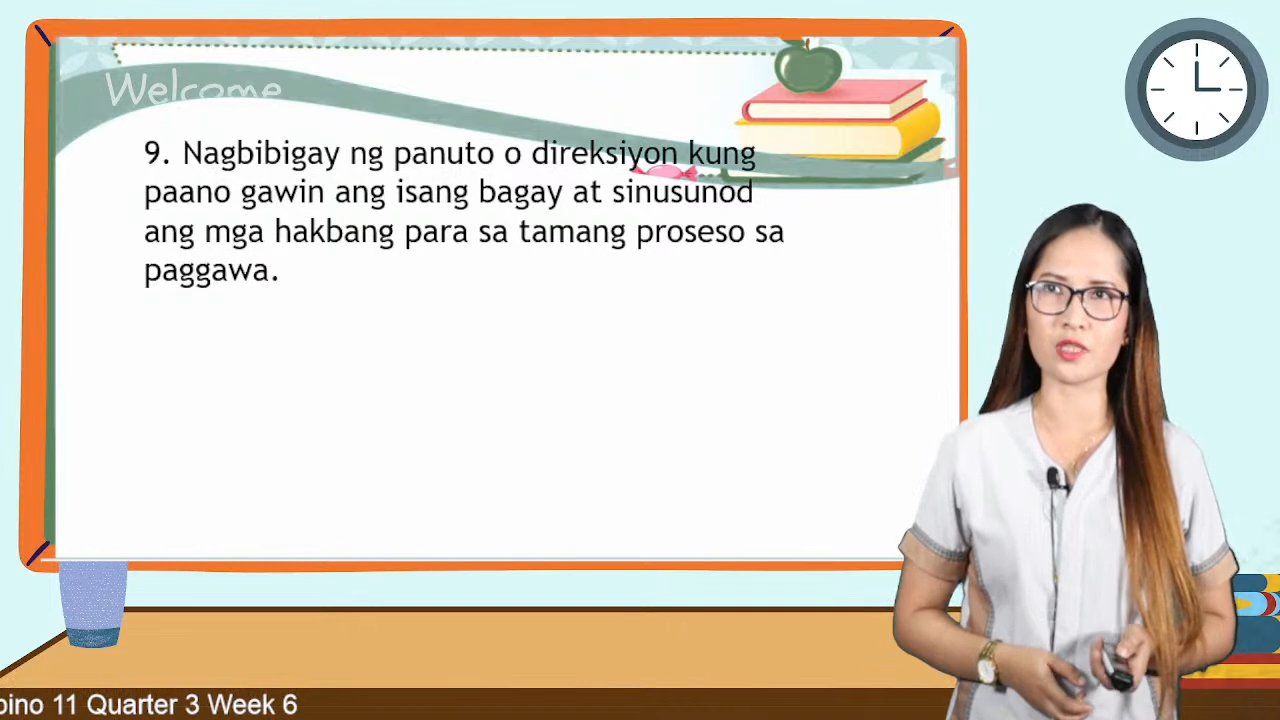 Welcome
9. Nagbibigay ng panuto o direksiyon kung
paano gawin ang isang bagay at sinusunod
ang mga hakbang para sa tamang proseso sa
paggawa.
pino 11 Quarter 3 Week 6